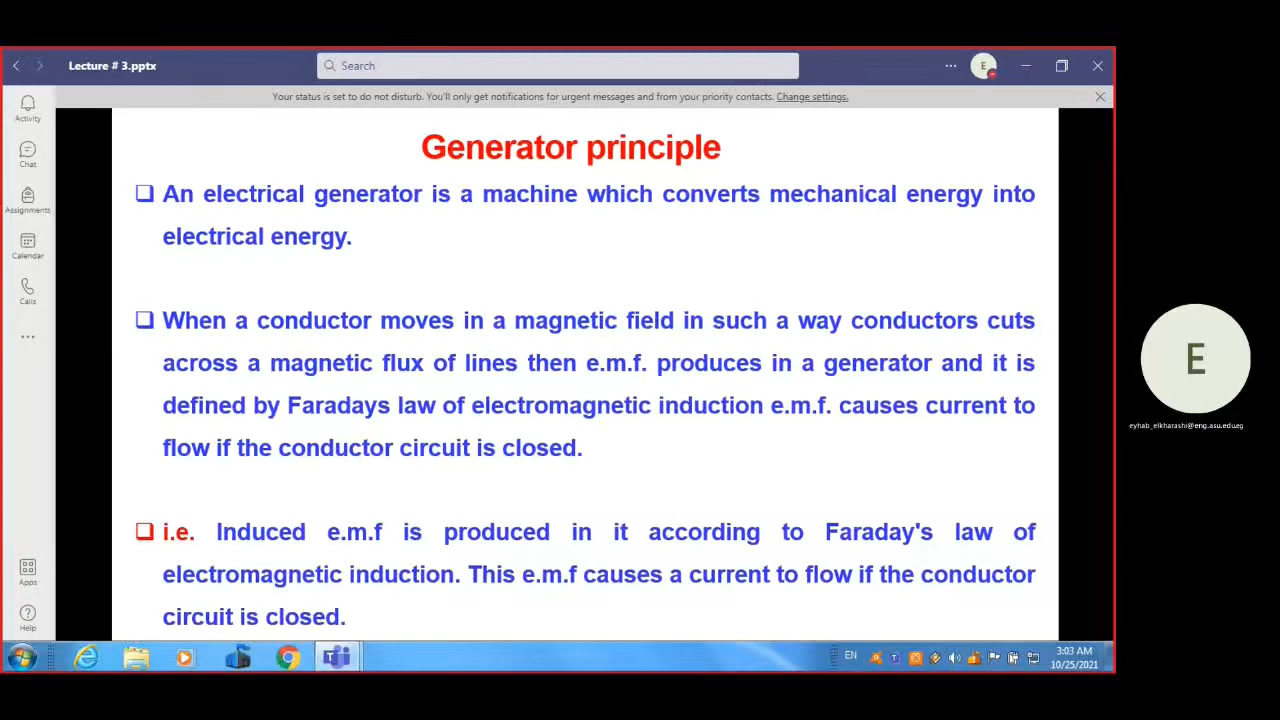 Lecture # 3.pptx
Search
E
Your status is set to do not disturb. You'll only get notifications for urgent messages and from your priority contacts. Change settings.
Activity
Chat
Assignments
Calendar
Calls
Apps
Help
Generator principle
An electrical generator is a machine which converts mechanical energy into
electrical energy.
When a conductor moves in a magnetic field in such a way conductors cuts
across a magnetic flux of lines then e.m.f. produces in a generator and it is
defined by Faradays law of electromagnetic induction e.m.f. causes current to
flow if the conductor circuit is closed.
i.e. Induced e.m.f is produced in it according to Faraday's law of
electromagnetic induction. This e.m.f causes a current to flow if the conductor
circuit is closed.
E
eyhab_elkharashi@eng.asu.edu.eg
EN
3:03 AM
10/25/2021